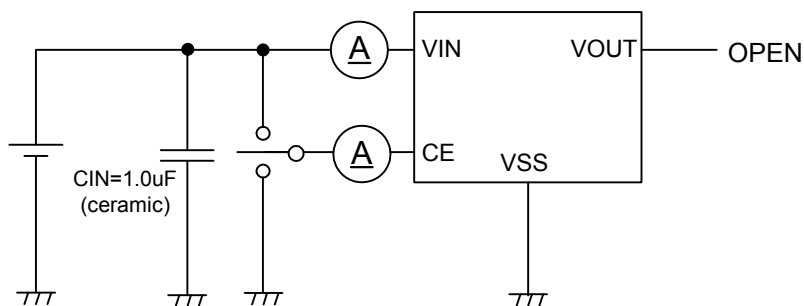 A
VIN
VOUT
OPEN
A
CE
VSS
CIN=1.0uF
(ceramic)